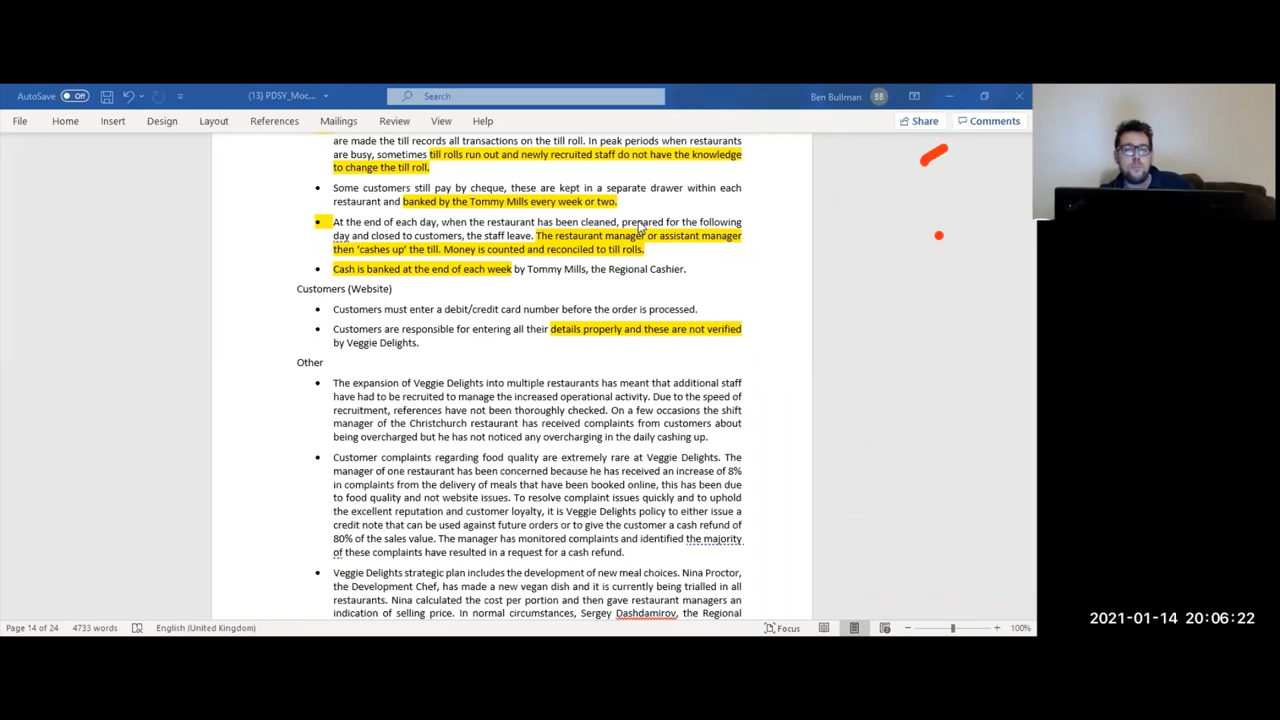 AutoSave Off (13) PDSY_Moc... Search Ben Bullman BB
File Home Insert Design Layout References Mailings Review View Help Share Comments
are made the till records all transactions on the till roll. In peak periods when restaurants
are busy, sometimes till rolls run out and newly recruited staff do not have the knowledge
to change the till roll.
• Some customers still pay by cheque, these are kept in a separate drawer within each
restaurant and banked by the Tommy Mills every week or two.
• At the end of each day, when the restaurant has been cleaned, prepared for the following
day and closed to customers, the staff leave. The restaurant manager or assistant manager
then ‘cashes up’ the till. Money is counted and reconciled to till rolls.
• Cash is banked at the end of each week by Tommy Mills, the Regional Cashier.
Customers (Website)
• Customers must enter a debit/credit card number before the order is processed.
• Customers are responsible for entering all their details properly and these are not verified
by Veggie Delights.
Other
• The expansion of Veggie Delights into multiple restaurants has meant that additional staff
have had to be recruited to manage the increased operational activity. Due to the speed of
recruitment, references have not been thoroughly checked. On a few occasions the shift
manager of the Christchurch restaurant has received complaints from customers about
being overcharged but he has not noticed any overcharging in the daily cashing up.
• Customer complaints regarding food quality are extremely rare at Veggie Delights. The
manager of one restaurant has been concerned because he has received an increase of 8%
in complaints from the delivery of meals that have been booked online, this has been due
to food quality and not website issues. To resolve complaint issues quickly and to uphold
the excellent reputation and customer loyalty, it is Veggie Delights policy to either issue a
credit note that can be used against future orders or to give the customer a cash refund of
80% of the sales value. The manager has monitored complaints and identified the majority
of these complaints have resulted in a request for a cash refund.
• Veggie Delights strategic plan includes the development of new meal choices. Nina Proctor,
the Development Chef, has made a new vegan dish and it is currently being trialled in all
restaurants. Nina calculated the cost per portion and then gave restaurant managers an
indication of selling price. In normal circumstances, Sergey Dashdamirov, the Regional
Page 14 of 24 4733 words English (United Kingdom) Focus 100%
2021-01-14 20:06:22